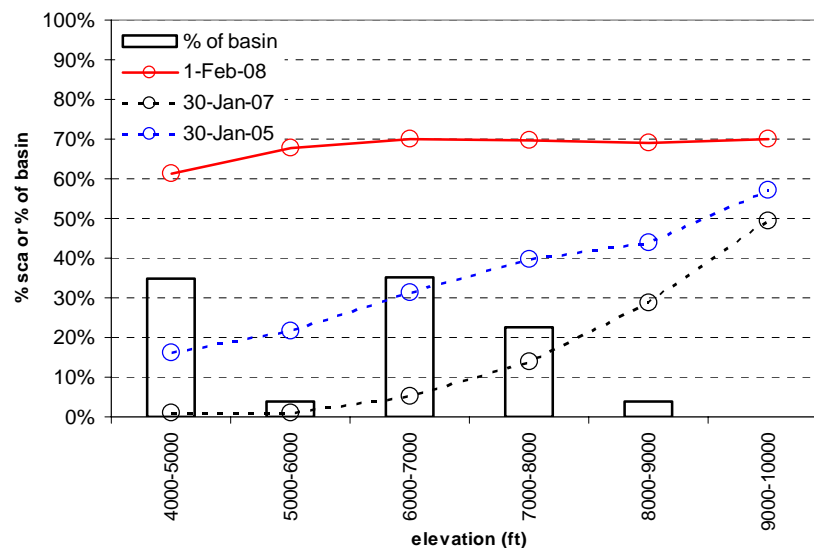 100%
90%
80%
70%
60%
50%
40%
30%
20%
10%
0%
% sca or % of basin
% of basin
1-Feb-08
30-Jan-07
30-Jan-05
4000-5000
5000-6000
6000-7000
7000-8000
8000-9000
9000-10000
elevation (ft)